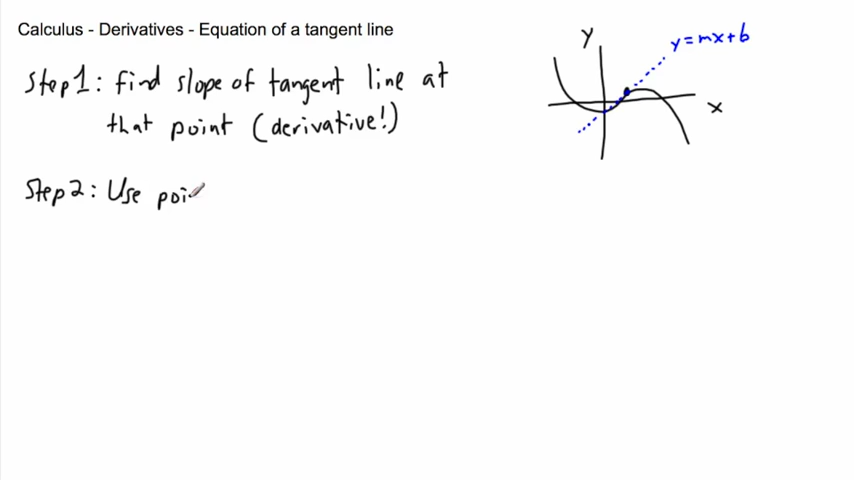 Calculus - Derivatives - Equation of a tangent line
Step 1: find slope of tangent line at
that point (derivative!)
Step 2: Use poi
y
y=mx+b
x